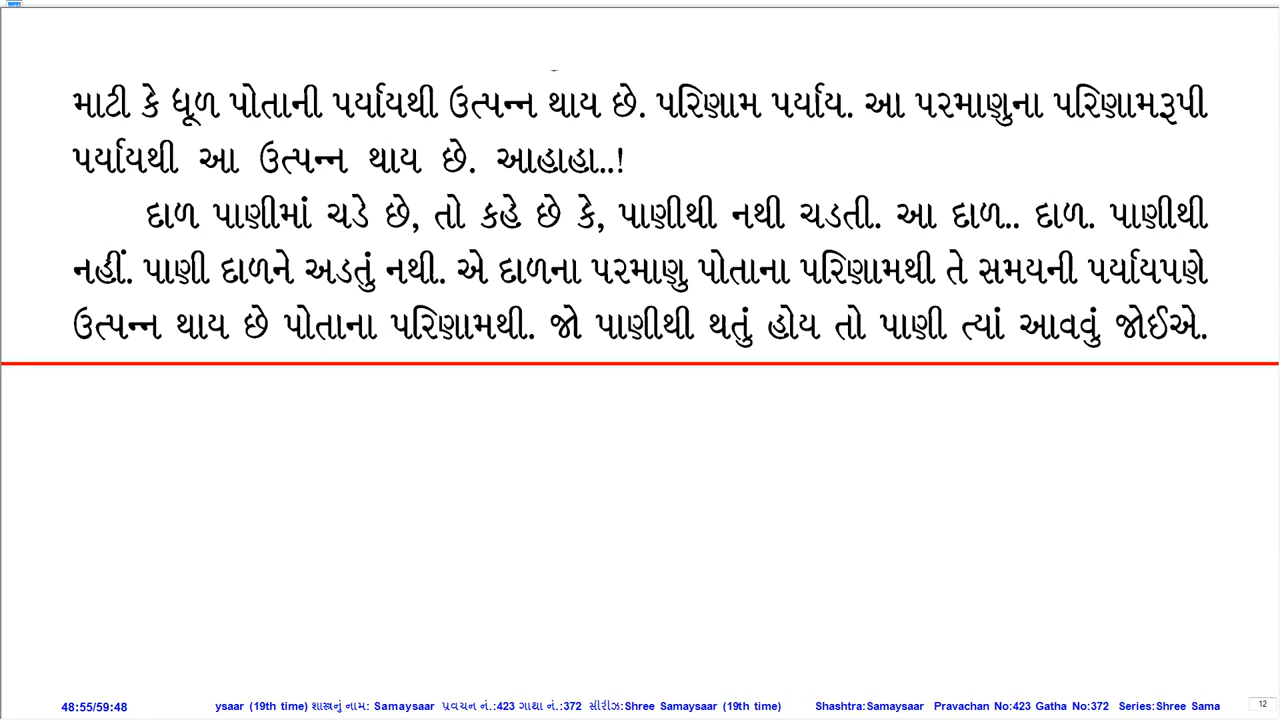 માટી કે ધૂળ પોતાની પર્યાયથી ઉત્પન્ન થાય છે. પરિણામ પર્યાય. આ પરમાણુના પરિણામરૂપી
પર્યાયથી આ ઉત્પન્ન થાય છે. આહાહા..!
દાળ પાણીમાં ચડે છે, તો કહે છે કે, પાણીથી નથી ચડતી. આ દાળ.. દાળ. પાણીથી
નહીં. પાણી દાળને અડતું નથી. એ દાળના પરમાણુ પોતાના પરિણામથી તે સમયની પર્યાયપણે
ઉત્પન્ન થાય છે પોતાના પરિણામથી. જો પાણીથી થતું હોય તો પાણી ત્યાં આવવું જોઈએ.
48:55/59:48 ysaar (19th time) શાસ્ત્રનું નામ: Samaysaar પ્રવચન નં.:423 ગાથા નં.:372 સીરીઝ:Shree Samaysaar (19th time) Shashtra:Samaysaar Pravachan No:423 Gatha No:372 Series:Shree Sama 12